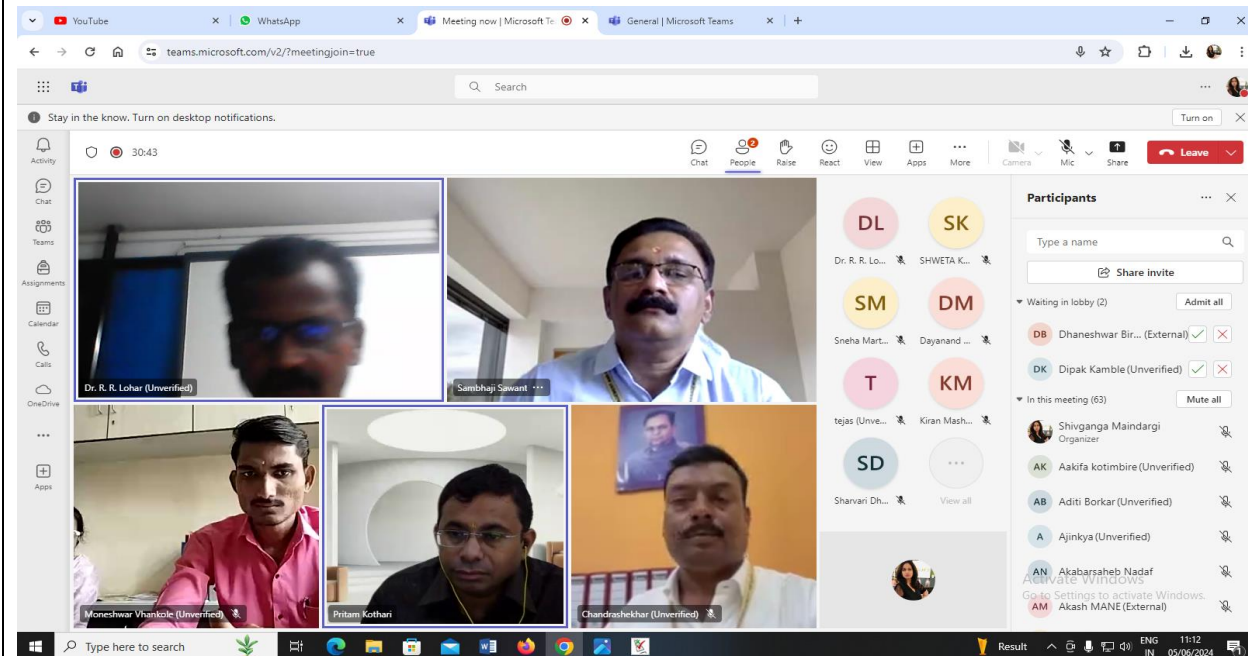 YouTube
WhatsApp
Meeting now | Microsoft Te
General | Microsoft Teams
teams.microsoft.com/v2/?meetingjoin=true
Search
Stay in the know. Turn on desktop notifications.
Turn on
30:43
Chat
2
People
Raise
React
View
Apps
More
Camera
Mic
Share
Leave
Activity
Chat
Teams
Assignments
Calendar
Calls
OneDrive
Apps
Dr. R. R. Lohar (Unverified)
Sambhaji Sawant
Moneshwar Vhankole (Unverified)
Pritam Kothari
Chandrashekhar (Unverified)
DL
SK
Dr. R. R. Lo...
SHWETA K...
SM
DM
Sneha Mart...
Dayanand ...
T
KM
tejas (Unve...
Kiran Mash...
SD
Sharvari Dh...
View all
Participants
Type a name
Share invite
Waiting in lobby (2)
Admit all
DB Dhaneshwar Bir... (External)
DK Dipak Kamble (Unverified)
In this meeting (63)
Mute all
Shivganga Maindargi
Organizer
AK Aakifa kotimbire (Unverified)
AB Aditi Borkar (Unverified)
A Ajinkya (Unverified)
AN Akabarsaheb Nadaf
Activate Windows
Go to Settings to activate Windows.
AM Akash MANE (External)
Type here to search
Result
ENG
IN
11:12
05/06/2024